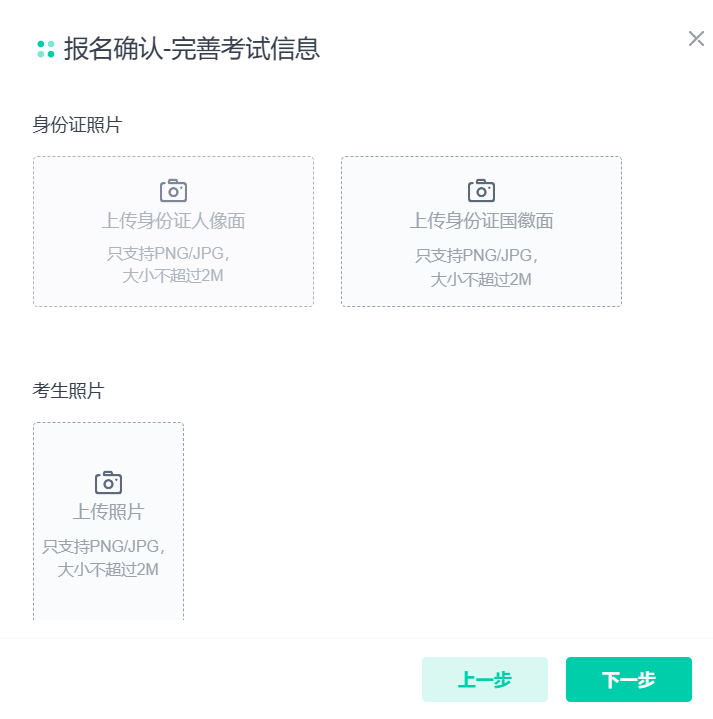 报名确认-完善考试信息
身份证照片
上传身份证人像面
只支持PNG/JPG，
大小不超过2M
上传身份证国徽面
只支持PNG/JPG，
大小不超过2M
考生照片
上传照片
只支持PNG/JPG，
大小不超过2M
上一步
下一步